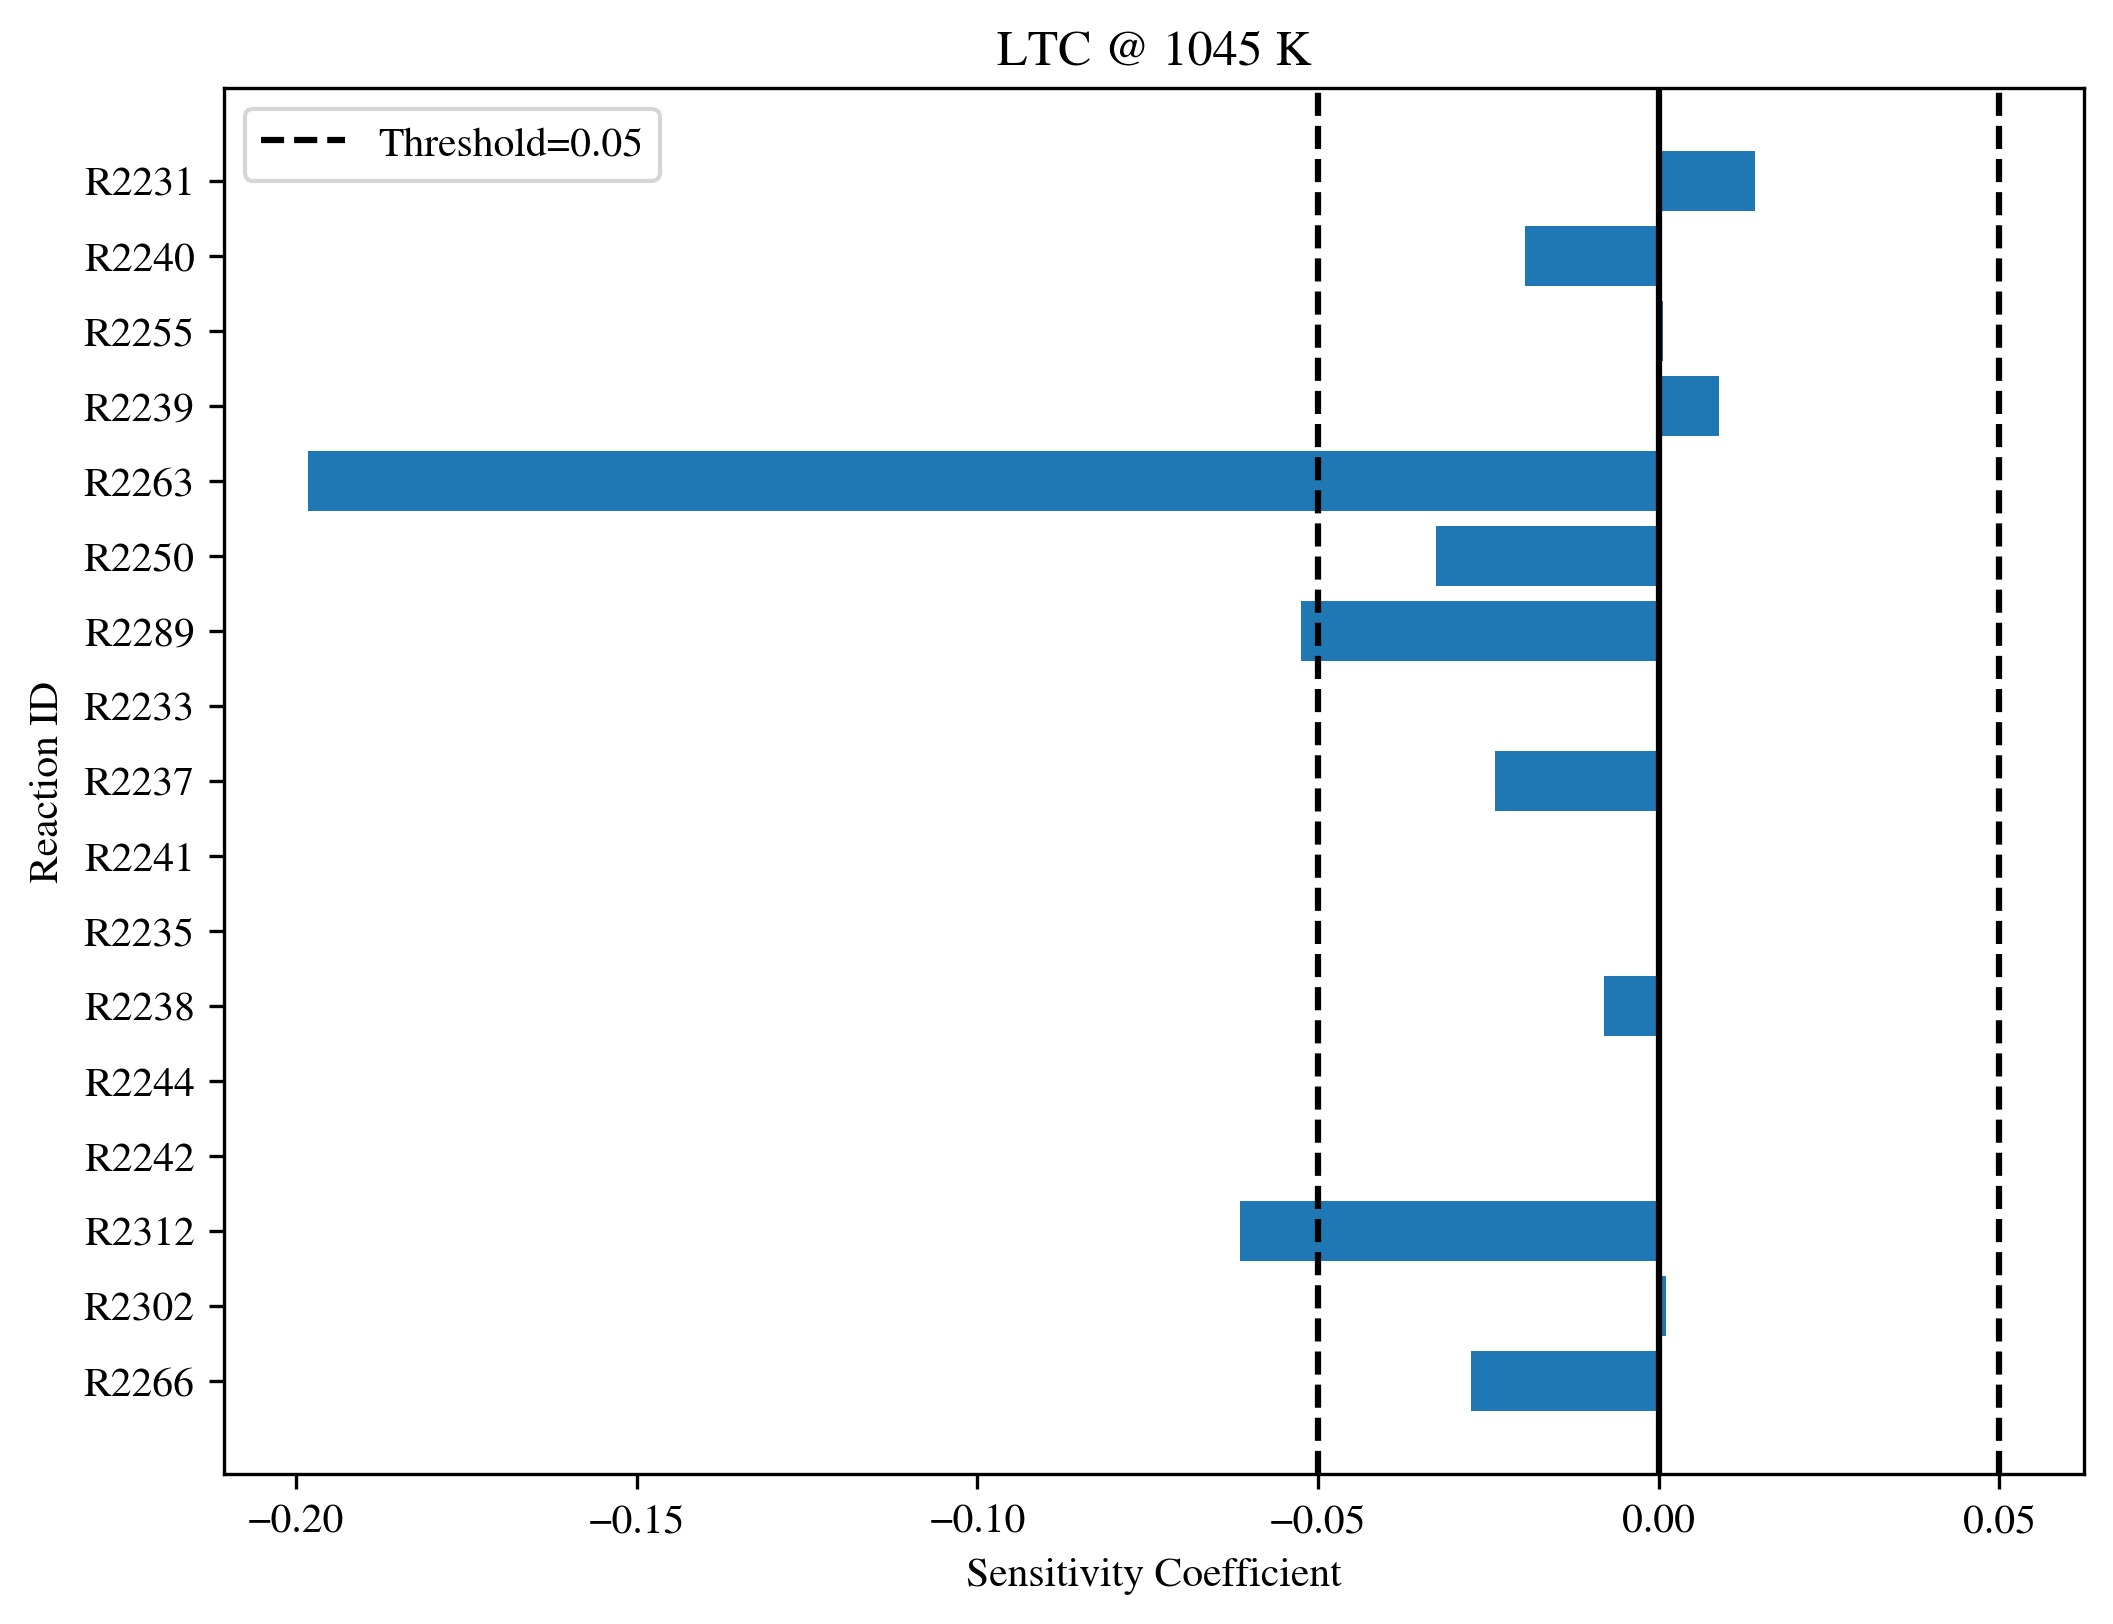 LTC @ 1045 K
Threshold=0.05
R2231
R2240
R2255
R2239
R2263
R2250
R2289
R2233
R2237
R2241
R2235
R2238
R2244
R2242
R2312
R2302
R2266
Reaction ID
−0.20 −0.15 −0.10 −0.05 0.00 0.05
Sensitivity Coefficient